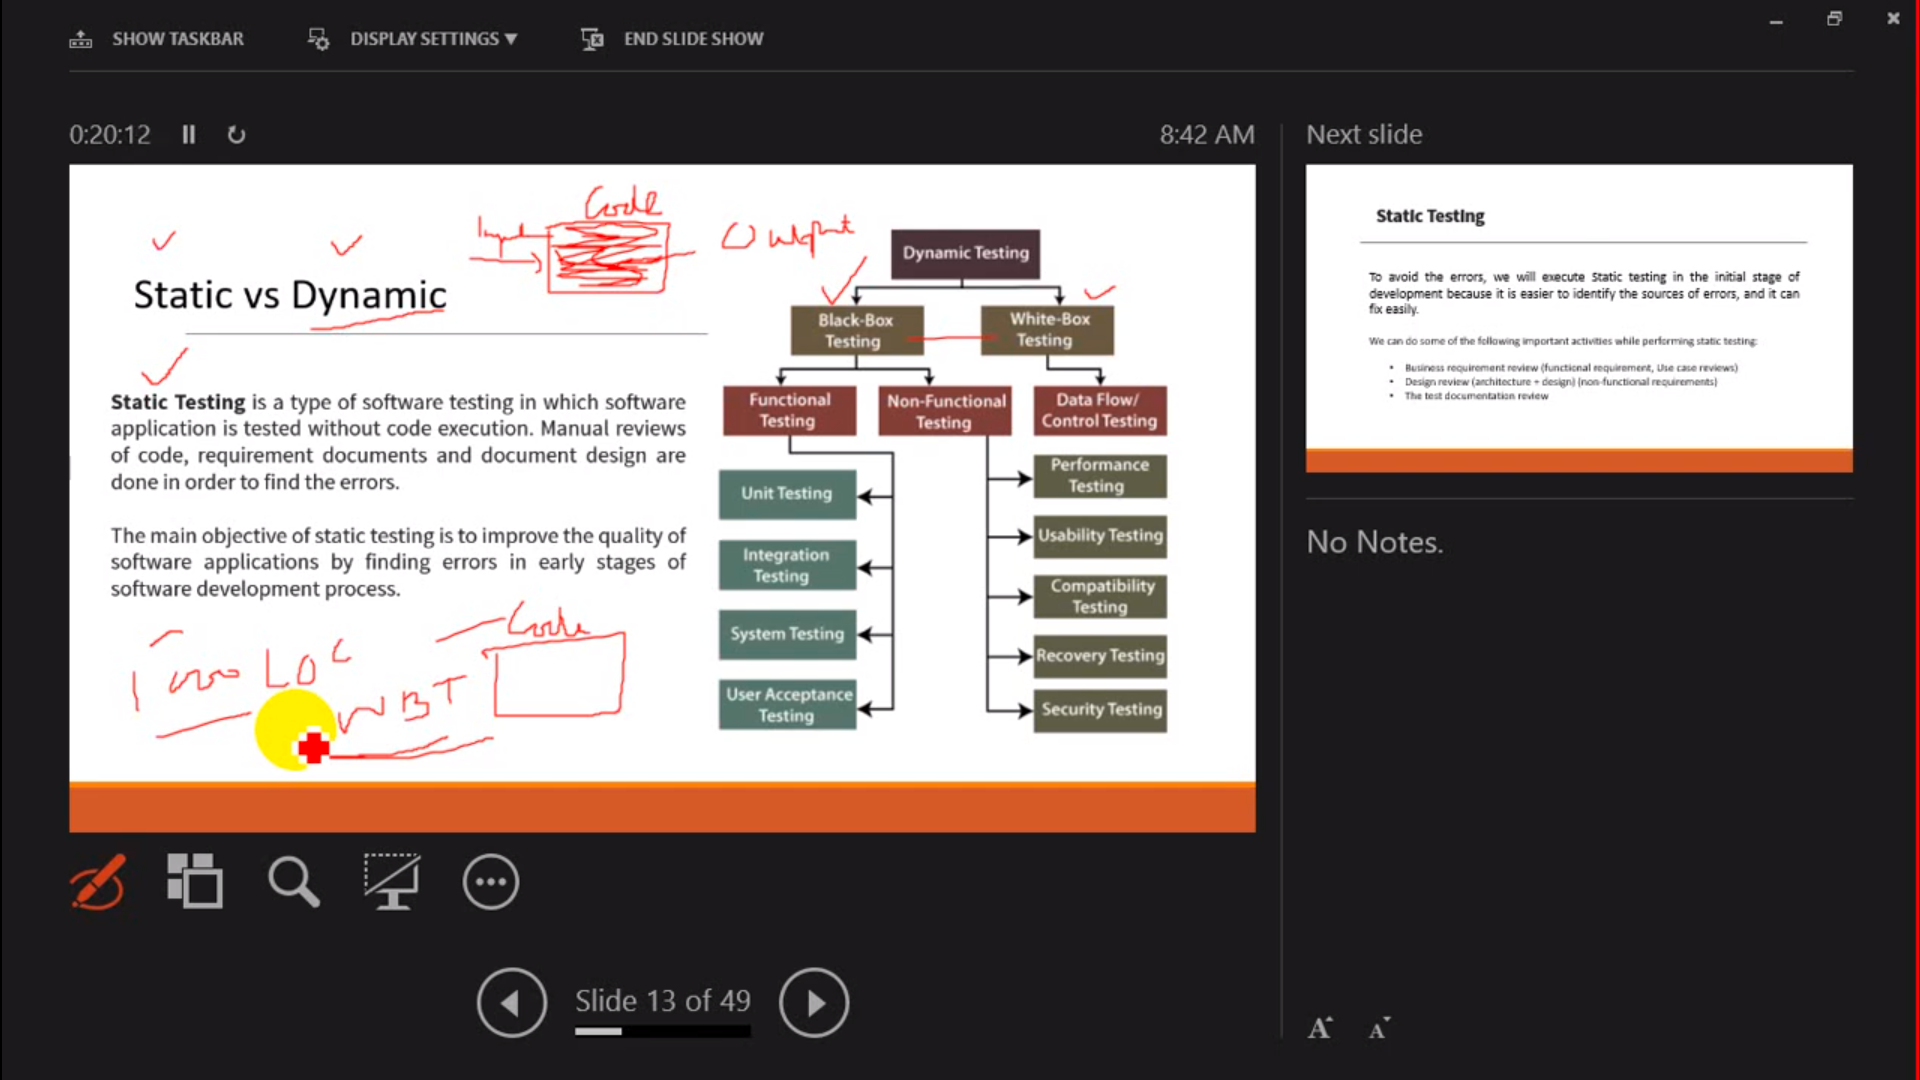 SHOW TASKBAR
DISPLAY SETTINGS ▼
END SLIDE SHOW
0:20:12
8:42 AM
Next slide
Code
Input
Output
Static vs Dynamic
Static Testing is a type of software testing in which software
application is tested without code execution. Manual reviews
of code, requirement documents and document design are
done in order to find the errors.
The main objective of static testing is to improve the quality of
software applications by finding errors in early stages of
software development process.
Code
LOC
WBT
Dynamic Testing
Black-Box
Testing
White-Box
Testing
Functional
Testing
Non-Functional
Testing
Data Flow/
Control Testing
Unit Testing
Integration
Testing
System Testing
User Acceptance
Testing
Performance
Testing
Usability Testing
Compatibility
Testing
Recovery Testing
Security Testing
Static Testing
To avoid the errors, we will execute Static testing in the initial stage of
development because it is easier to identify the sources of errors, and it can
fix easily.
We can do some of the following important activities while performing static testing:
• Business requirement review (functional requirement, Use case reviews)
• Design review (architecture + design) (non-functional requirements)
• The test documentation review
No Notes.
Slide 13 of 49
A A